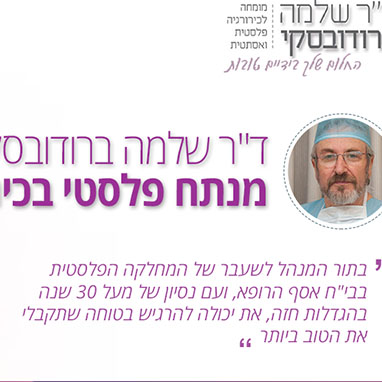 "ר שלמה
רודובסקי
מומחה
לכירורגיה
פלסטית
ואסתטית
החלום שלך בידיים טובות
ד"ר שלמה ברודובס
מנתח פלסטי בכי
בתור המנהל לשעבר של המחלקה הפלסטית
בבי"ח אסף הרופא, ועם נסיון של מעל 30 שנה
בהגדלות חזה, את יכולה להרגיש בטוחה שתקבלי
את הטוב ביותר